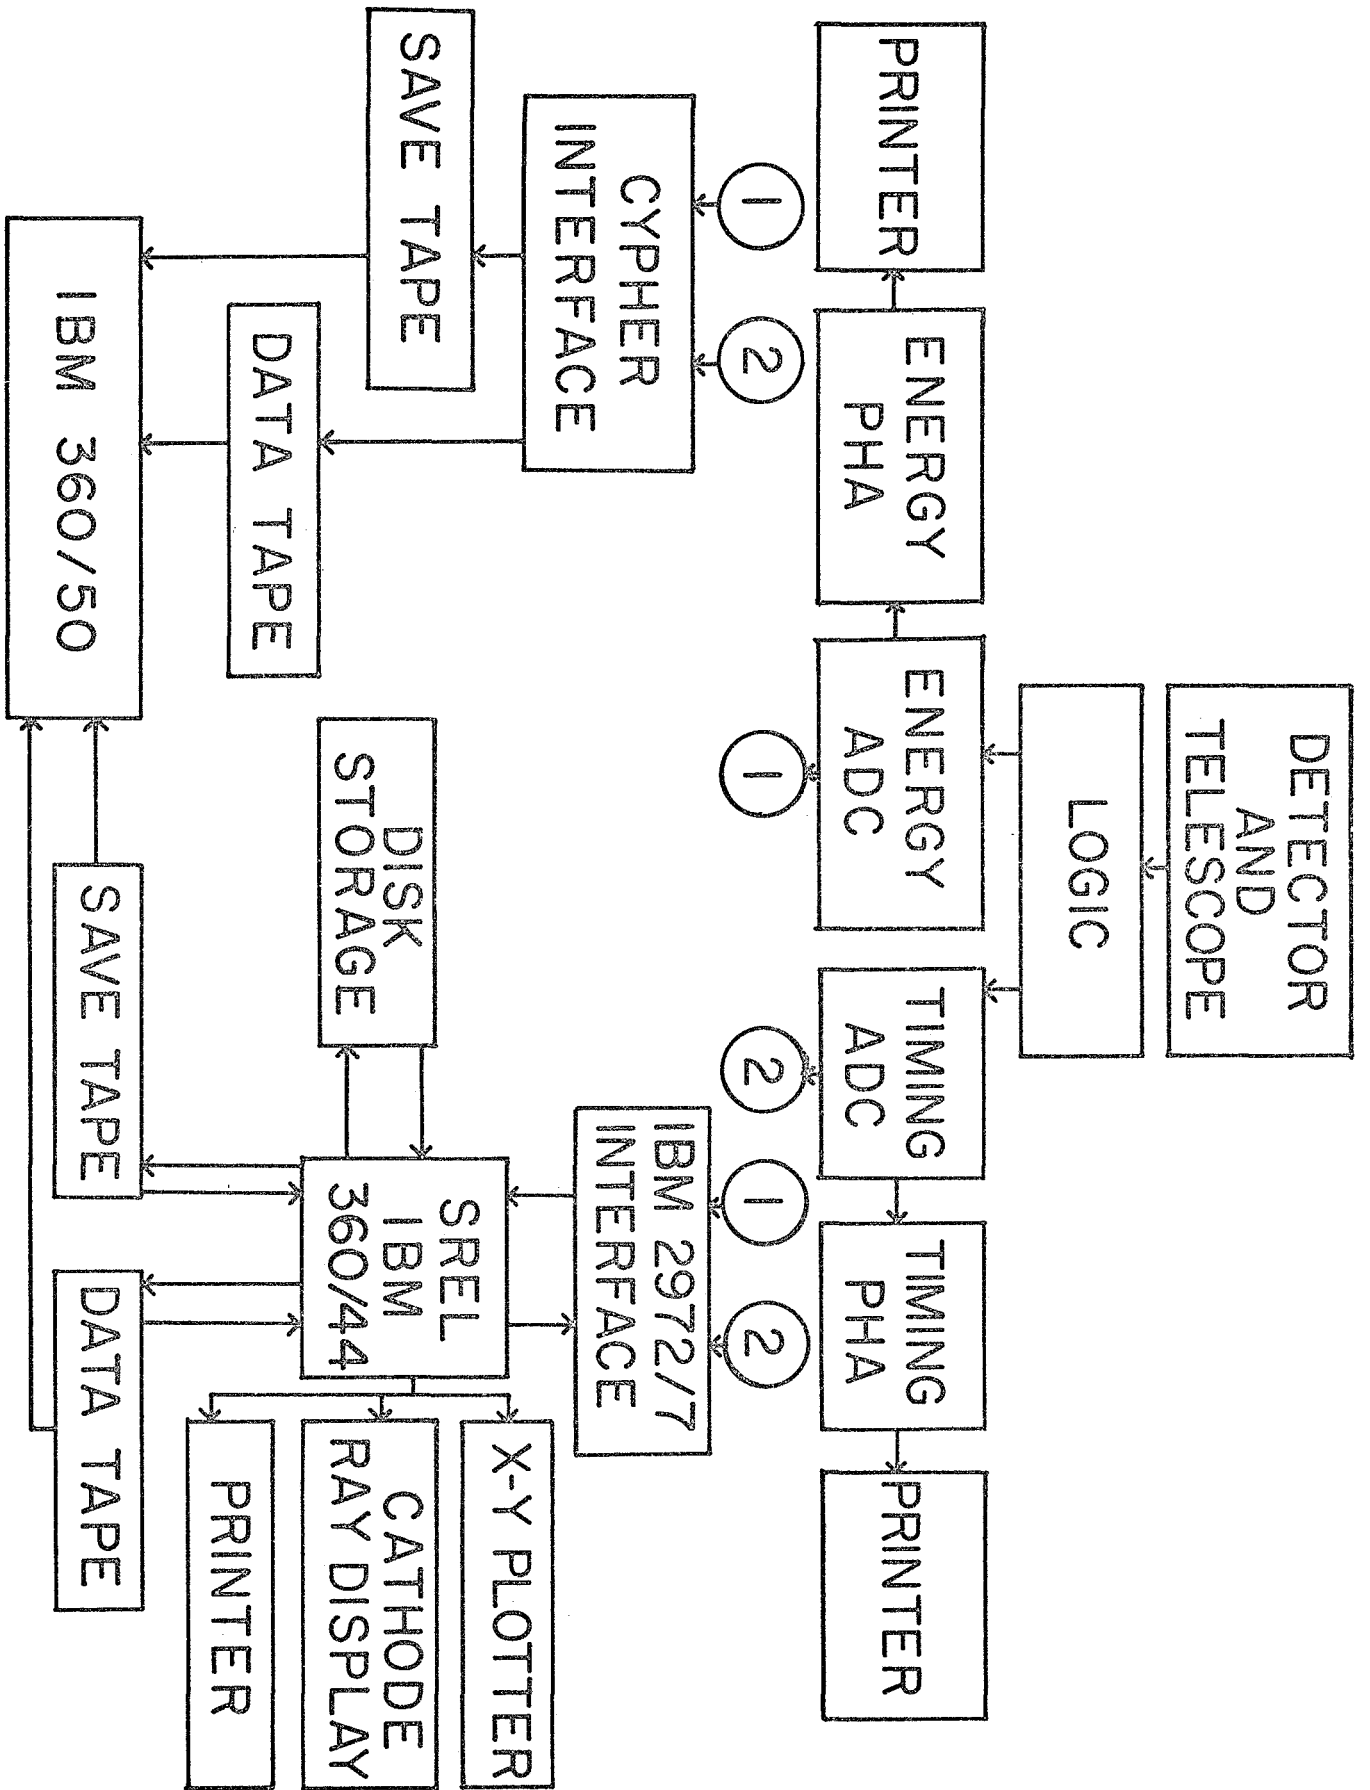 DETECTOR
AND
TELESCOPE
LOGIC
PRINTER
ENERGY
PHA
ENERGY
ADC
TIMING
ADC
TIMING
PHA
PRINTER
1
2
1
2
1
2
CYPHER
INTERFACE
IBM 2972/7
INTERFACE
SAVE TAPE
DISK
STORAGE
SREL
IBM
360/44
X-Y PLOTTER
CATHODE
RAY DISPLAY
PRINTER
DATA TAPE
SAVE TAPE
DATA TAPE
IBM 360/50